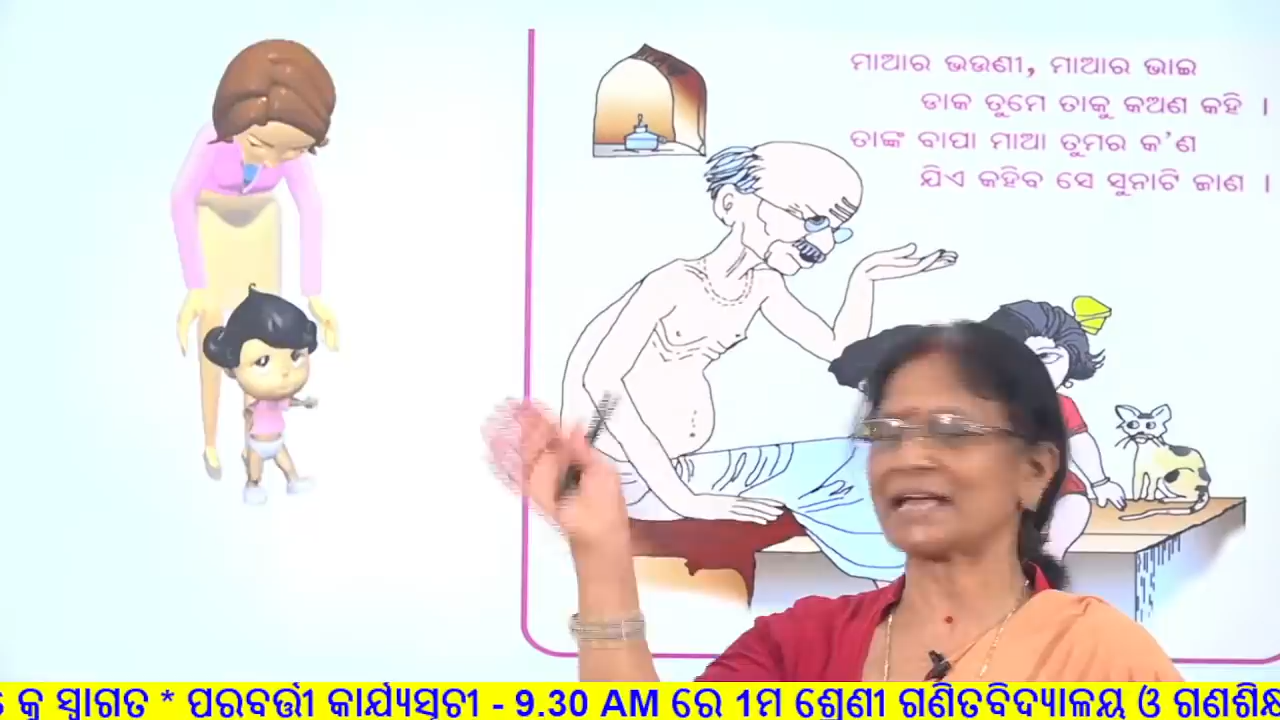 ମାଆର ଭଉଣୀ, ମାଆର ଭାଇ
ଡାକ ତୁମେ ତାକୁ କଅଣ କହି ।
ତାଙ୍କ ବାପା ମାଆ ତୁମର କ'ଣ
ଯିଏ କହିବ ସେ ସୁନାଟି ଜାଣ ।
କୁ ସ୍ୱାଗତ * ପରବର୍ତ୍ତୀ କାର୍ଯ୍ୟସୂଚୀ - 9.30 AM ରେ 1ମ ଶ୍ରେଣୀ ଗଣିତବିଦ୍ୟାଳୟ ଓ ଗଣଶିକ୍ଷ